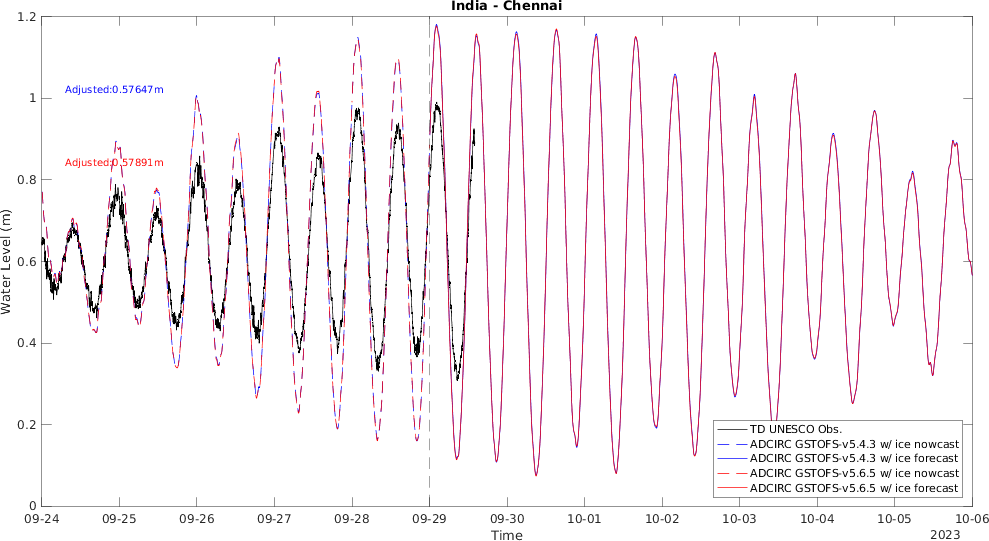 India - Chennai
Water Level (m)
1.2
1
0.8
0.6
0.4
0.2
0
Adjusted:0.57647m
Adjusted:0.57891m
TD UNESCO Obs.
ADCIRC GSTOFS-v5.4.3 w/ ice nowcast
ADCIRC GSTOFS-v5.4.3 w/ ice forecast
ADCIRC GSTOFS-v5.6.5 w/ ice nowcast
ADCIRC GSTOFS-v5.6.5 w/ ice forecast
09-24 09-25 09-26 09-27 09-28 09-29 09-30 10-01 10-02 10-03 10-04 10-05 10-06
Time
2023